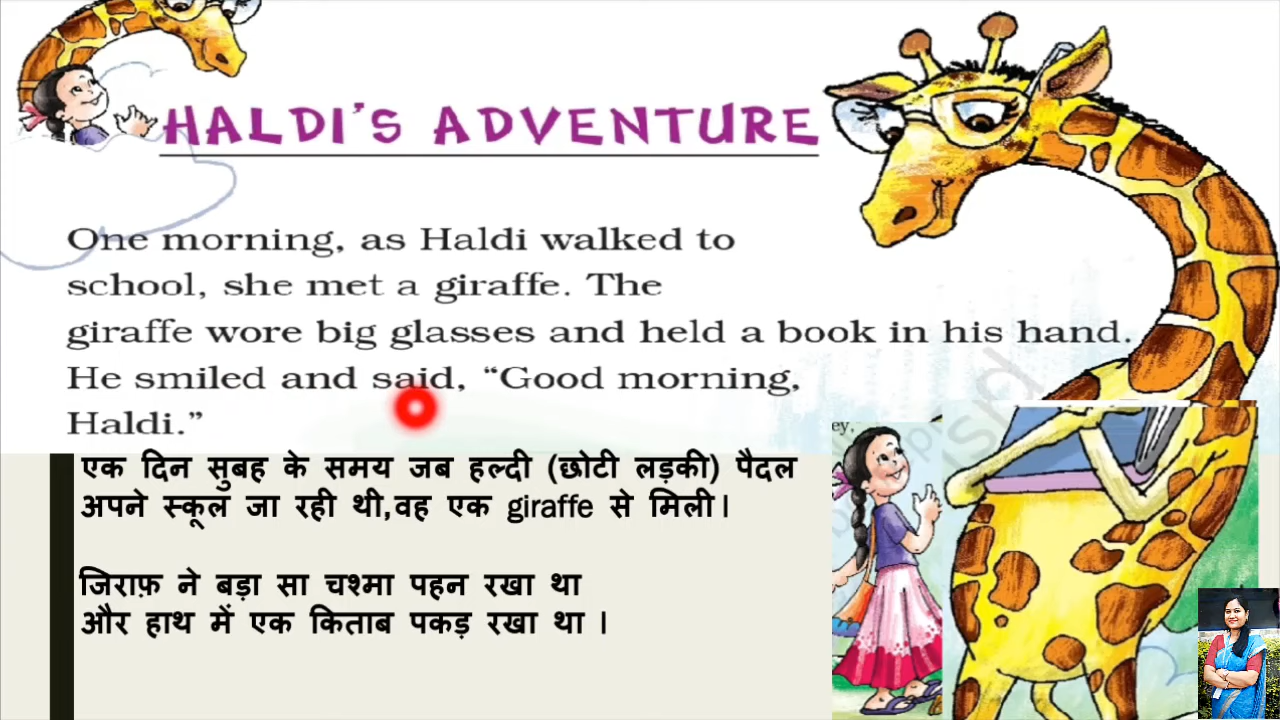 HALDI'S ADVENTURE
One morning, as Haldi walked to
school, she met a giraffe. The
giraffe wore big glasses and held a book in his hand.
He smiled and said, “Good morning,
Haldi.”
ey,
एक दिन सुबह के समय जब हल्दी (छोटी लड़की) पैदल
अपने स्कूल जा रही थी,वह एक giraffe से मिली।
जिराफ़ ने बड़ा सा चश्मा पहन रखा था
और हाथ में एक किताब पकड़ रखा था ।